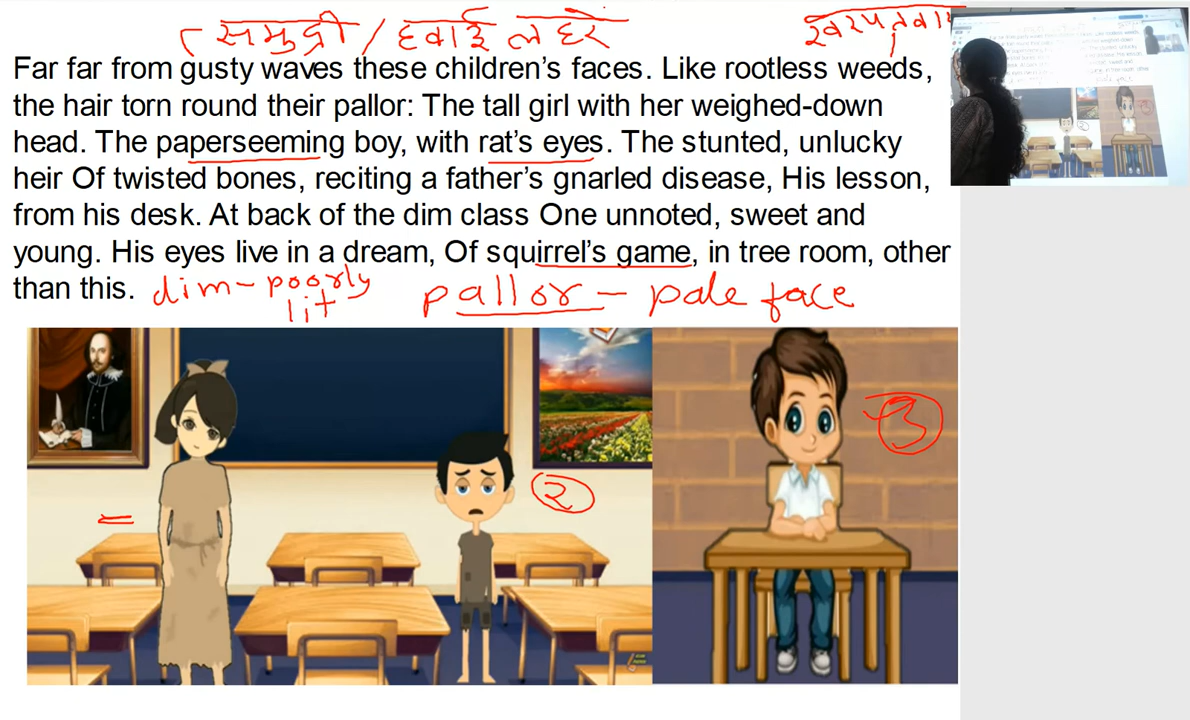 समुद्री / हवाई लहरे
Far far from gusty waves these children's faces. Like rootless weeds,
the hair torn round their pallor: The tall girl with her weighed-down
head. The paperseeming boy, with rat's eyes. The stunted, unlucky
heir Of twisted bones, reciting a father's gnarled disease, His lesson,
from his desk. At back of the dim class One unnoted, sweet and
young. His eyes live in a dream, Of squirrel's game, in tree room, other
than this.
dim - poorly
lit
pallor - pale face
२
3